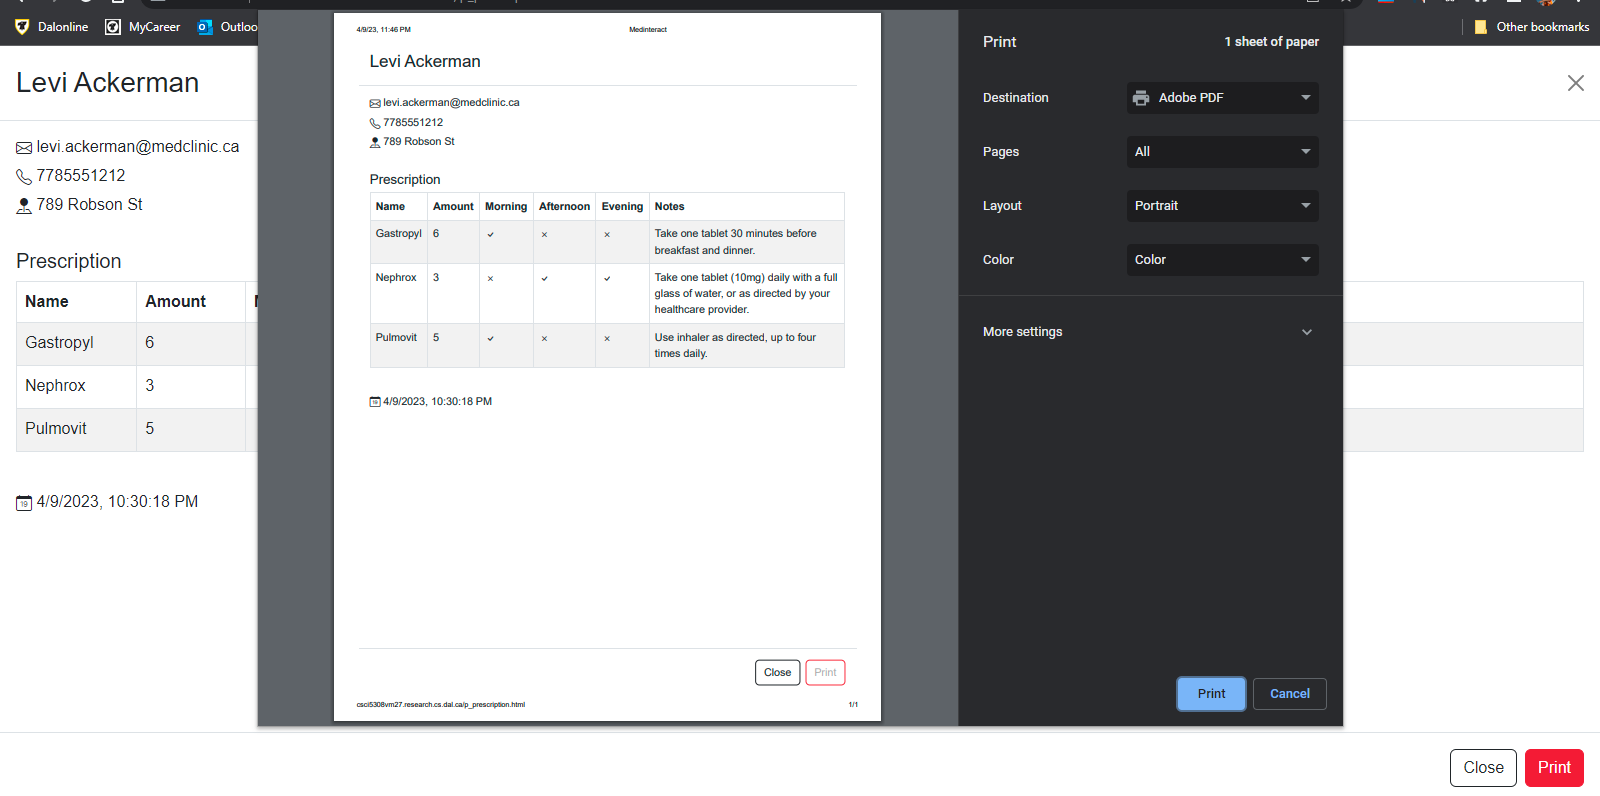 Dalonline
MyCareer
Outloo
Other bookmarks
Levi Ackerman
levi.ackerman@medclinic.ca
7785551212
789 Robson St
Prescription
Name Amount
Gastropyl 6
Nephrox 3
Pulmovit 5
19 4/9/2023, 10:30:18 PM
4/9/23, 11:46 PM Medinteract
Levi Ackerman
levi.ackerman@medclinic.ca
7785551212
789 Robson St
Prescription
Name Amount Morning Afternoon Evening Notes
Gastropyl 6 ✓ × × Take one tablet 30 minutes before
breakfast and dinner.
Nephrox 3 × ✓ ✓ Take one tablet (10mg) daily with a full
glass of water, or as directed by your
healthcare provider.
Pulmovit 5 ✓ × × Use inhaler as directed, up to four
times daily.
19 4/9/2023, 10:30:18 PM
Close Print
csci5308vm27.research.cs.dal.ca/p_prescription.html 1/1
Print 1 sheet of paper
Destination Adobe PDF
Pages All
Layout Portrait
Color Color
More settings
Print Cancel
Close Print